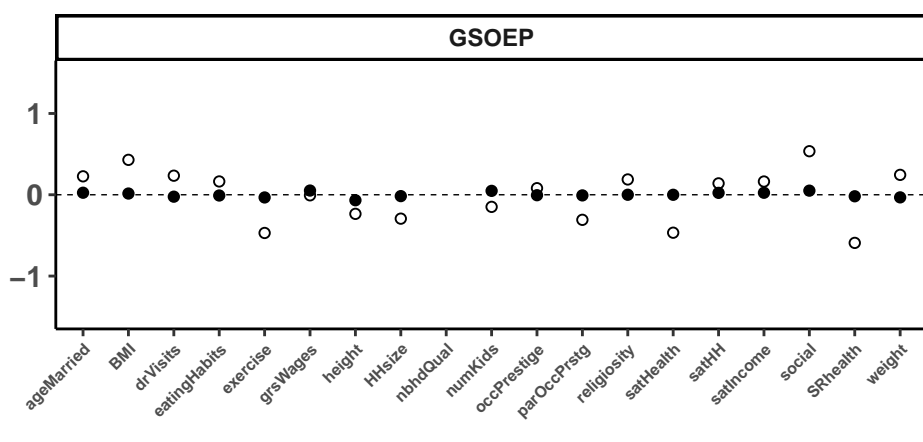 GSOEP
1
0
−1
ageMarried
BMI
drVisits
eatingHabits
exercise
grsWages
height
HHsize
nbhdQual
numKids
occPrestige
parOccPrstg
religiosity
satHealth
satHH
satIncome
social
SRhealth
weight